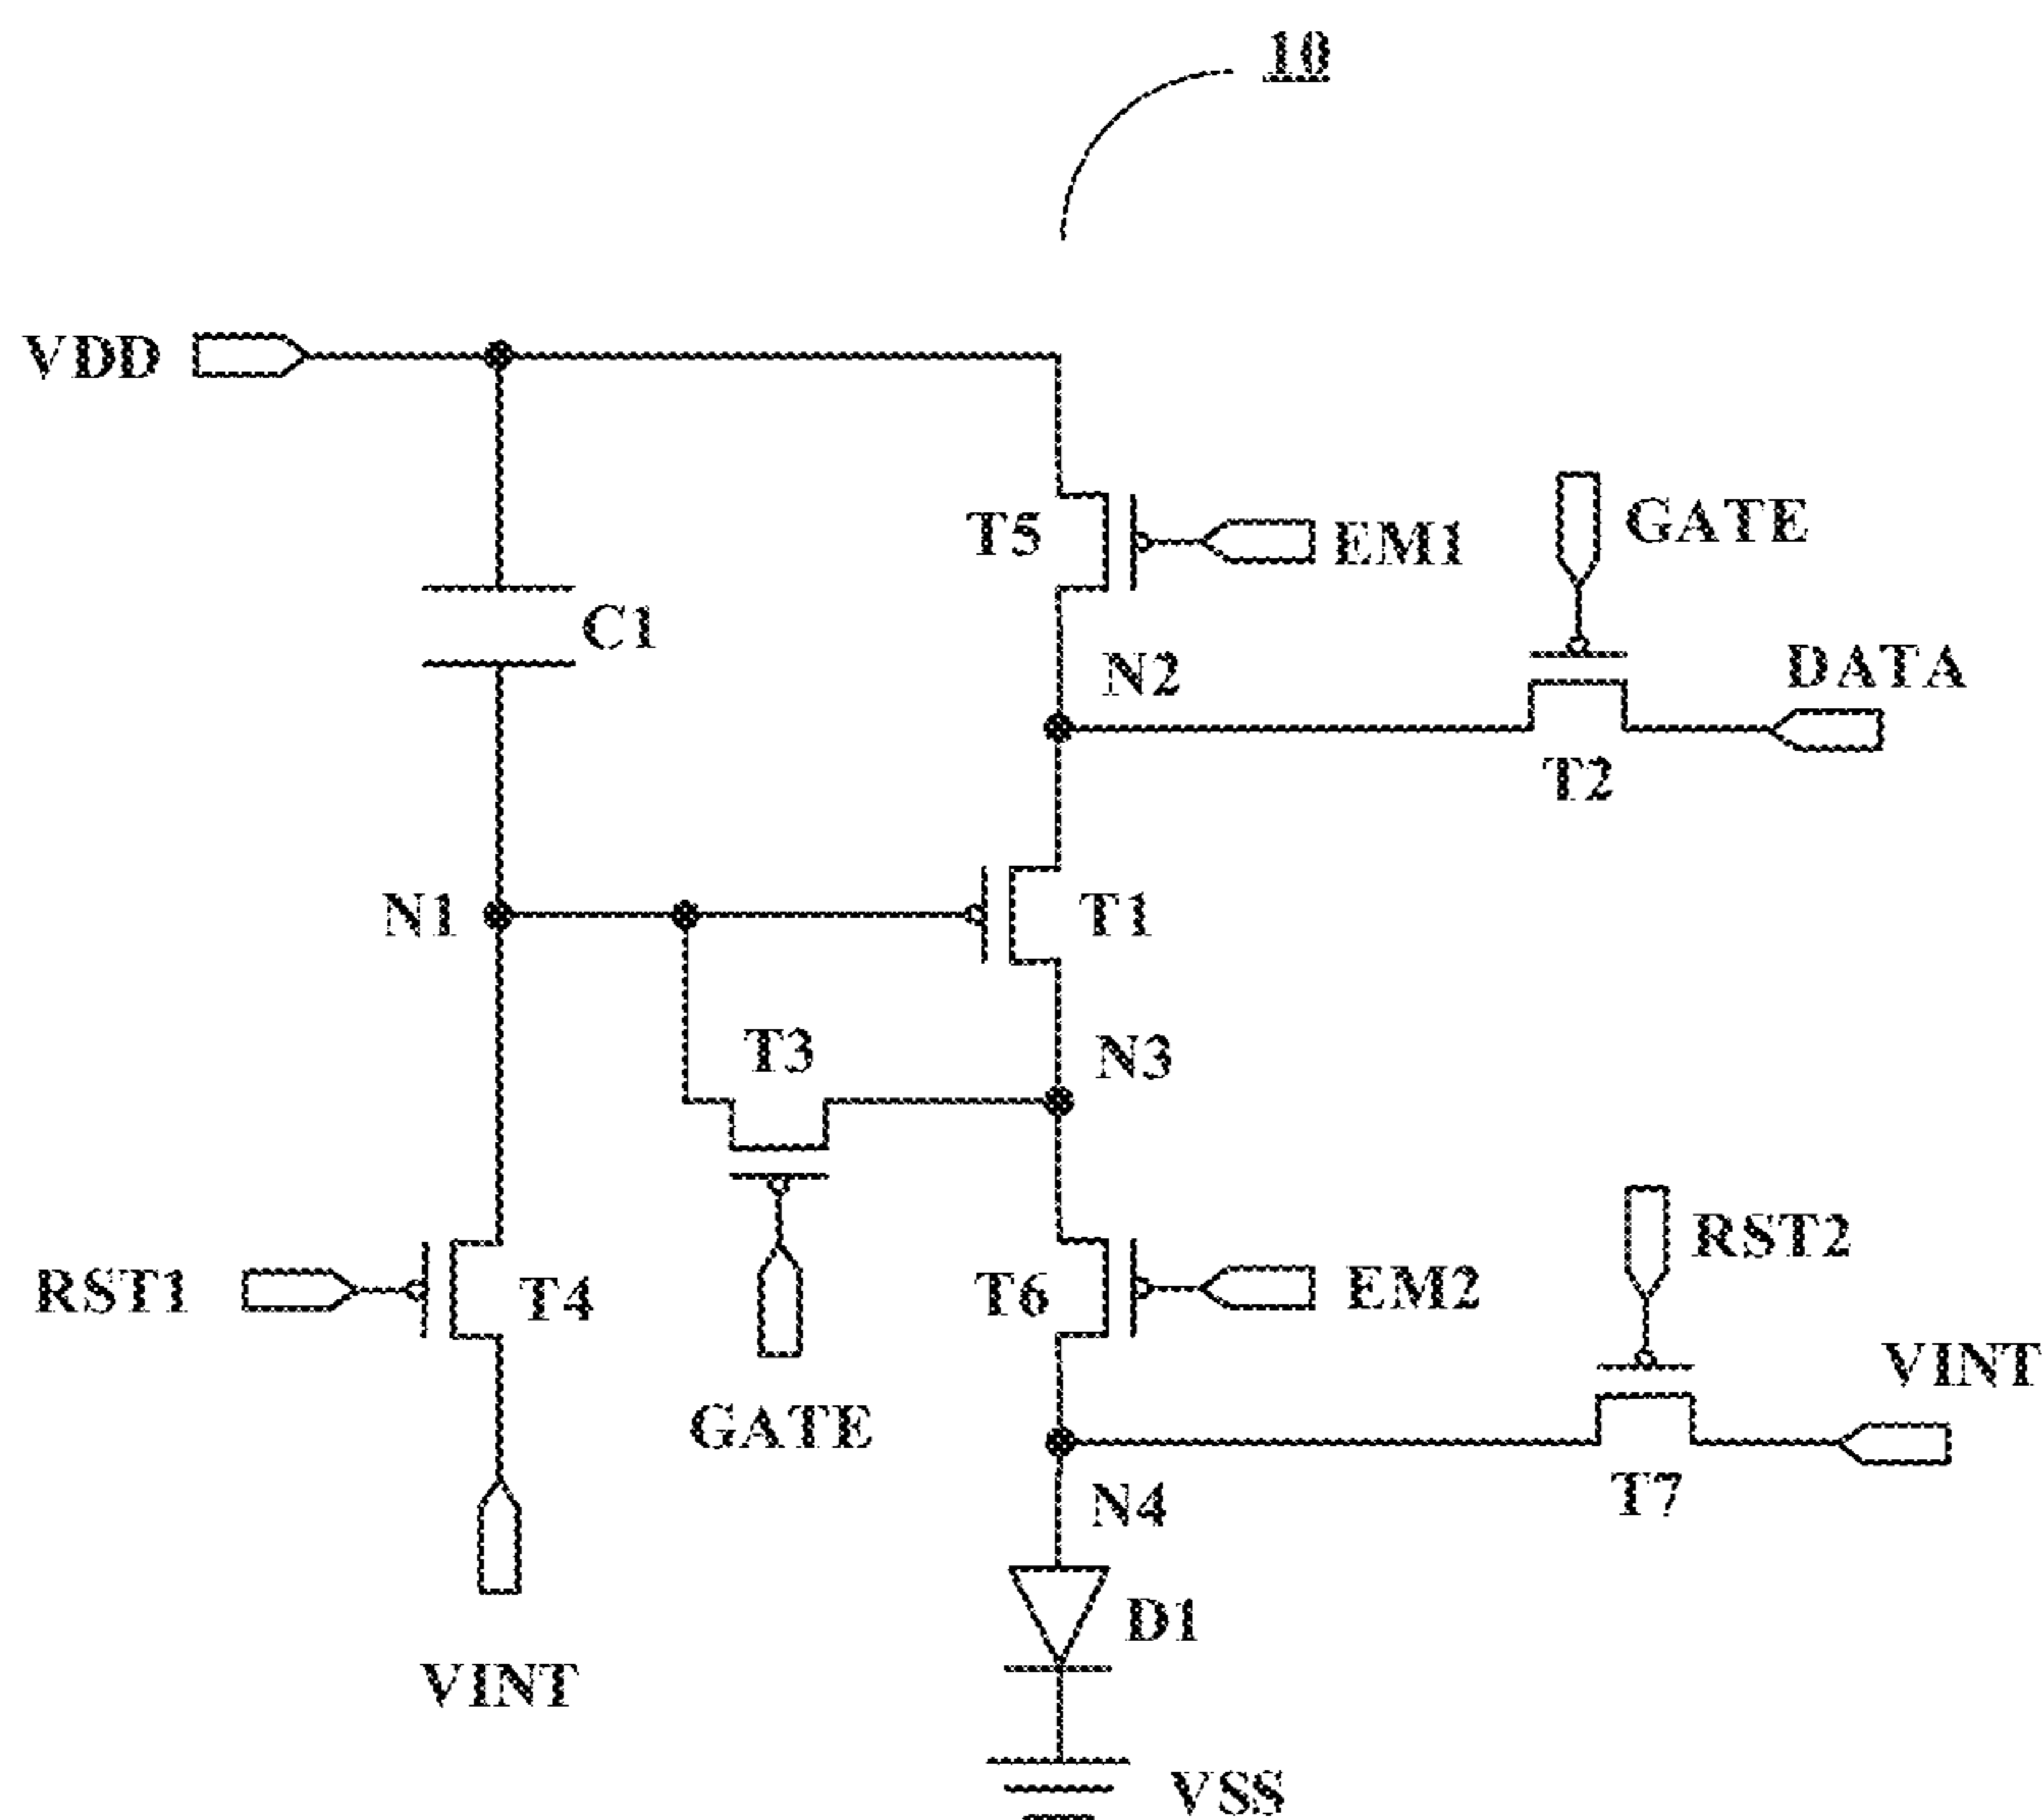 10
VDD
T5
EM1
GATE
C1
N2
DATA
T2
N1
T1
T3
N3
RST1
T4
T6
EM2
RST2
VINT
GATE
T7
N4
VINT
D1
VSS